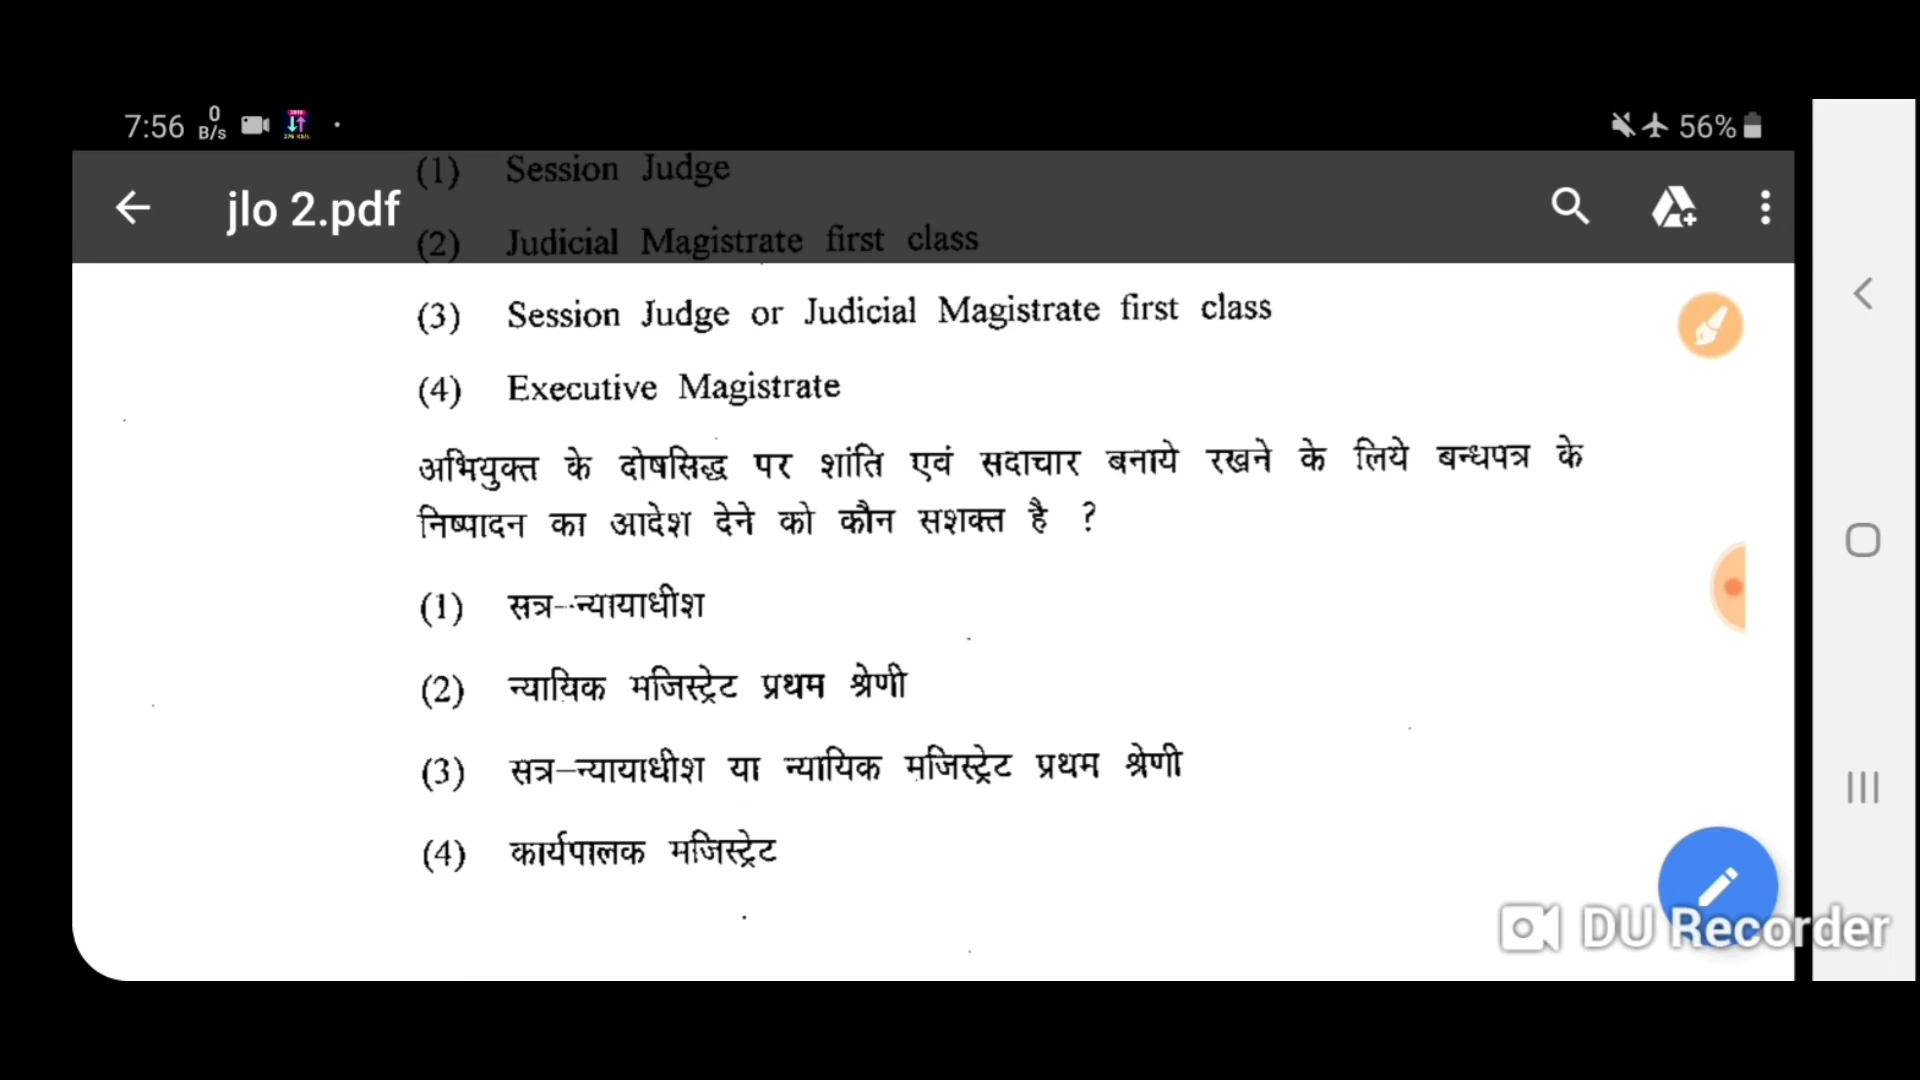 7:56 0 B/s 56%
(1) Session Judge
jlo 2.pdf
(2) Judicial Magistrate first class
(3) Session Judge or Judicial Magistrate first class
(4) Executive Magistrate
अभियुक्त के दोषसिद्ध पर शांति एवं सदाचार बनाये रखने के लिये बन्धपत्र के
निष्पादन का आदेश देने को कौन सशक्त है ?
(1) सत्र-न्यायाधीश
(2) न्यायिक मजिस्ट्रेट प्रथम श्रेणी
(3) सत्र-न्यायाधीश या न्यायिक मजिस्ट्रेट प्रथम श्रेणी
(4) कार्यपालक मजिस्ट्रेट
DU Recorder